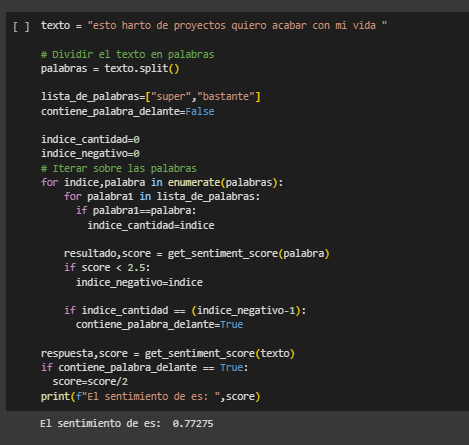 [ ] texto = "esto harto de proyectos quiero acabar con mi vida "
# Dividir el texto en palabras
palabras = texto.split()
lista_de_palabras=["super","bastante"]
contiene_palabra_delante=False
indice_cantidad=0
indice_negativo=0
# Iterar sobre las palabras
for indice,palabra in enumerate(palabras):
for palabra1 in lista_de_palabras:
if palabra1==palabra:
indice_cantidad=indice
resultado,score = get_sentiment_score(palabra)
if score < 2.5:
indice_negativo=indice
if indice_cantidad == (indice_negativo-1):
contiene_palabra_delante=True
respuesta,score = get_sentiment_score(texto)
if contiene_palabra_delante == True:
score=score/2
print(f"El sentimiento de es: ",score)
El sentimiento de es:  0.77275